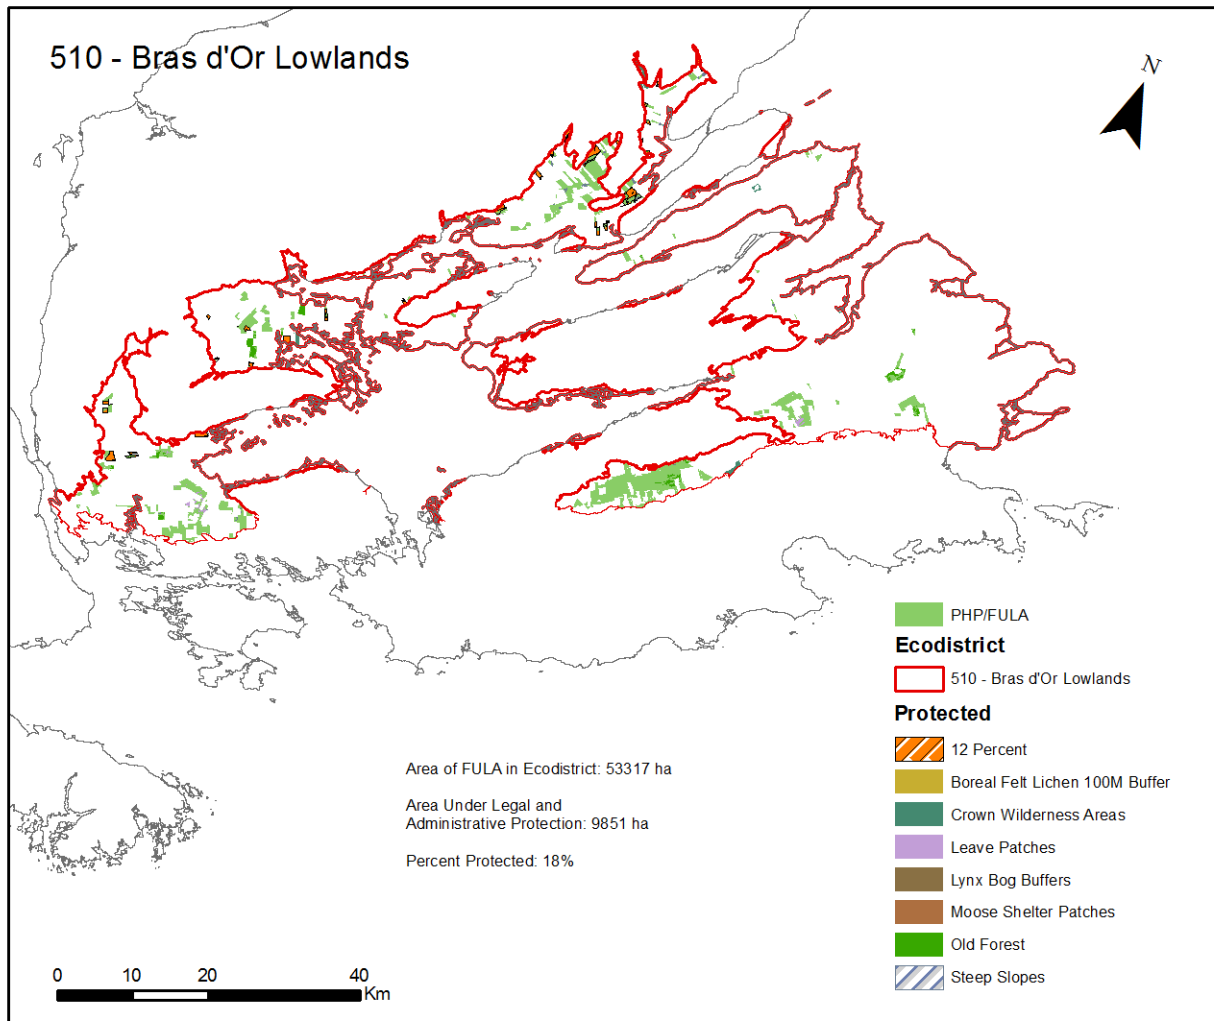 510 - Bras d'Or Lowlands
N
PHP/FULA
Ecodistrict
510 - Bras d'Or Lowlands
Protected
12 Percent
Boreal Felt Lichen 100M Buffer
Crown Wilderness Areas
Leave Patches
Lynx Bog Buffers
Moose Shelter Patches
Old Forest
Steep Slopes
Area of FULA in Ecodistrict: 53317 ha
Area Under Legal and
Administrative Protection: 9851 ha
Percent Protected: 18%
0 10 20 40
Km